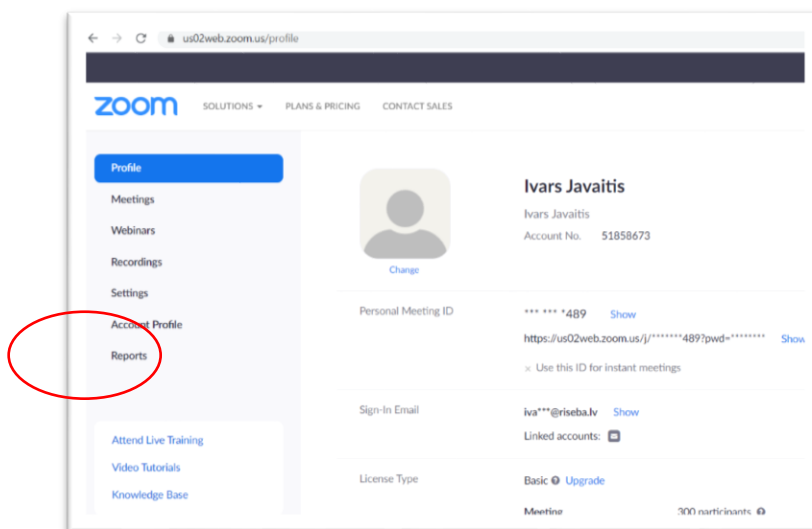 us02web.zoom.us/profile
zoom SOLUTIONS PLANS & PRICING CONTACT SALES
Profile
Meetings
Webinars
Recordings
Settings
Account Profile
Reports
Attend Live Training
Video Tutorials
Knowledge Base
Change
Ivars Javaitis
Ivars Javaitis
Account No. 51858673
Personal Meeting ID *** *** *489 Show
https://us02web.zoom.us/j/*******489?pwd=******** Show
× Use this ID for instant meetings
Sign-In Email iva***@riseba.lv Show
Linked accounts:
License Type Basic Upgrade
Meeting 300 participants